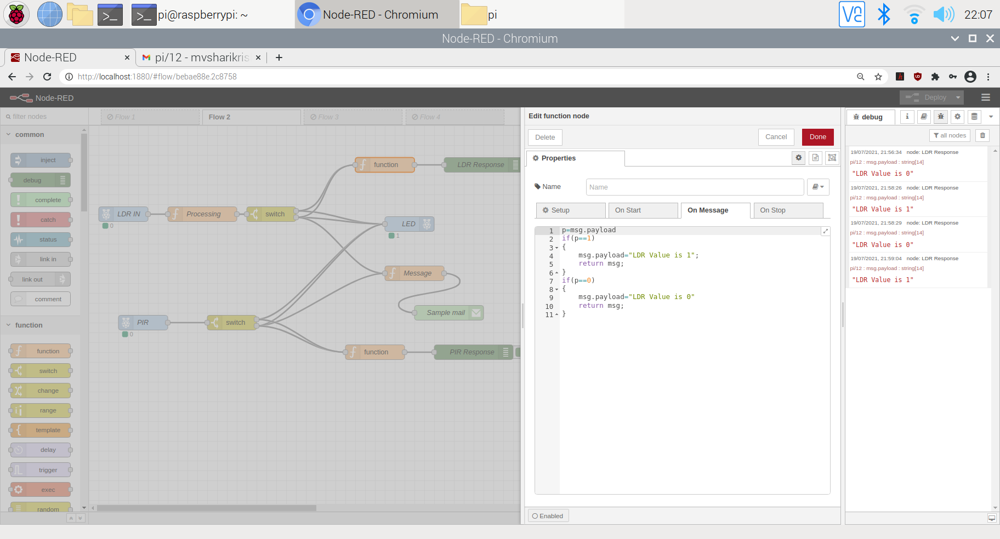 pi@raspberrypi: ~
Node-RED - Chromium
pi
22:07
Node-RED - Chromium
Node-RED
pi/12 - mvsharikris
http://localhost:1880/#flow/bebae88e.2c8758
Node-RED
Deploy
filter nodes
common
inject
debug
complete
catch
status
link in
link out
comment
function
function
switch
change
range
template
delay
trigger
exec
random
Flow 1
Flow 2
Flow 3
Flow 4
function
LDR Response
LDR IN
0
Processing
switch
LED
1
Message
Sample mail
PIR
0
switch
function
PIR Response
Edit function node
Delete
Cancel
Done
Properties
Name
Name
Setup
On Start
On Message
On Stop
1 p=msg.payload
2 if(p==1)
3 {
4     msg.payload="LDR Value is 1";
5     return msg;
6 }
7 if(p==0)
8 {
9     msg.payload="LDR Value is 0"
10     return msg;
11 }
Enabled
debug
all nodes
19/07/2021, 21:56:34 node: LDR Response
pi/12 : msg.payload : string[14]
"LDR Value is 0"
19/07/2021, 21:58:26 node: LDR Response
pi/12 : msg.payload : string[14]
"LDR Value is 1"
19/07/2021, 21:58:29 node: LDR Response
pi/12 : msg.payload : string[14]
"LDR Value is 0"
19/07/2021, 21:59:04 node: LDR Response
pi/12 : msg.payload : string[14]
"LDR Value is 1"